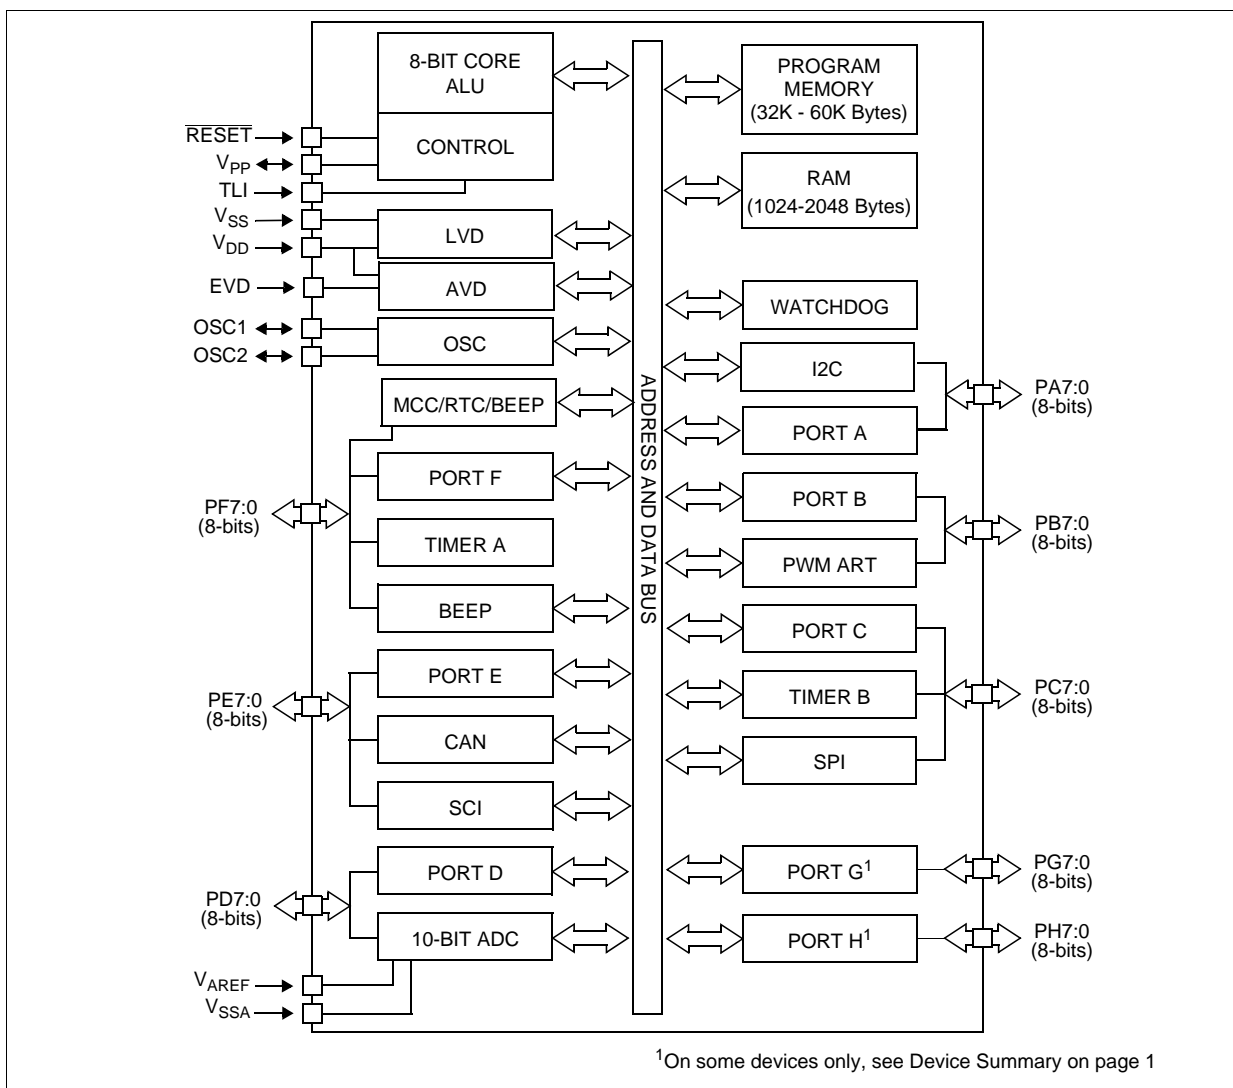 8-BIT CORE
ALU
CONTROL
RESET
VPP
TLI
VSS
VDD
EVD
OSC1
OSC2
LVD
AVD
OSC
MCC/RTC/BEEP
PORT F
TIMER A
BEEP
PF7:0
(8-bits)
PORT E
CAN
SCI
PE7:0
(8-bits)
PORT D
10-BIT ADC
PD7:0
(8-bits)
VAREF
VSSA
ADDRESS AND DATA BUS
PROGRAM
MEMORY
(32K - 60K Bytes)
RAM
(1024-2048 Bytes)
WATCHDOG
I2C
PORT A
PA7:0
(8-bits)
PORT B
PWM ART
PB7:0
(8-bits)
PORT C
TIMER B
SPI
PC7:0
(8-bits)
PORT G1
PG7:0
(8-bits)
PORT H1
PH7:0
(8-bits)
1On some devices only, see Device Summary on page 1